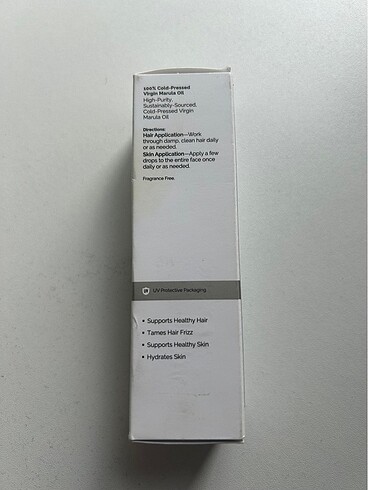 100% Cold-Pressed
Virgin Marula Oil
High-Purity,
Sustainably-Sourced,
Cold-Pressed Virgin
Marula Oil
Directions:
Hair Application—Work
through damp, clean hair daily
or as needed.
Skin Application—Apply a few
drops to the entire face once
daily or as needed.
Fragrance Free.
UV Protective Packaging
• Supports Healthy Hair
• Tames Hair Frizz
• Supports Healthy Skin
• Hydrates Skin